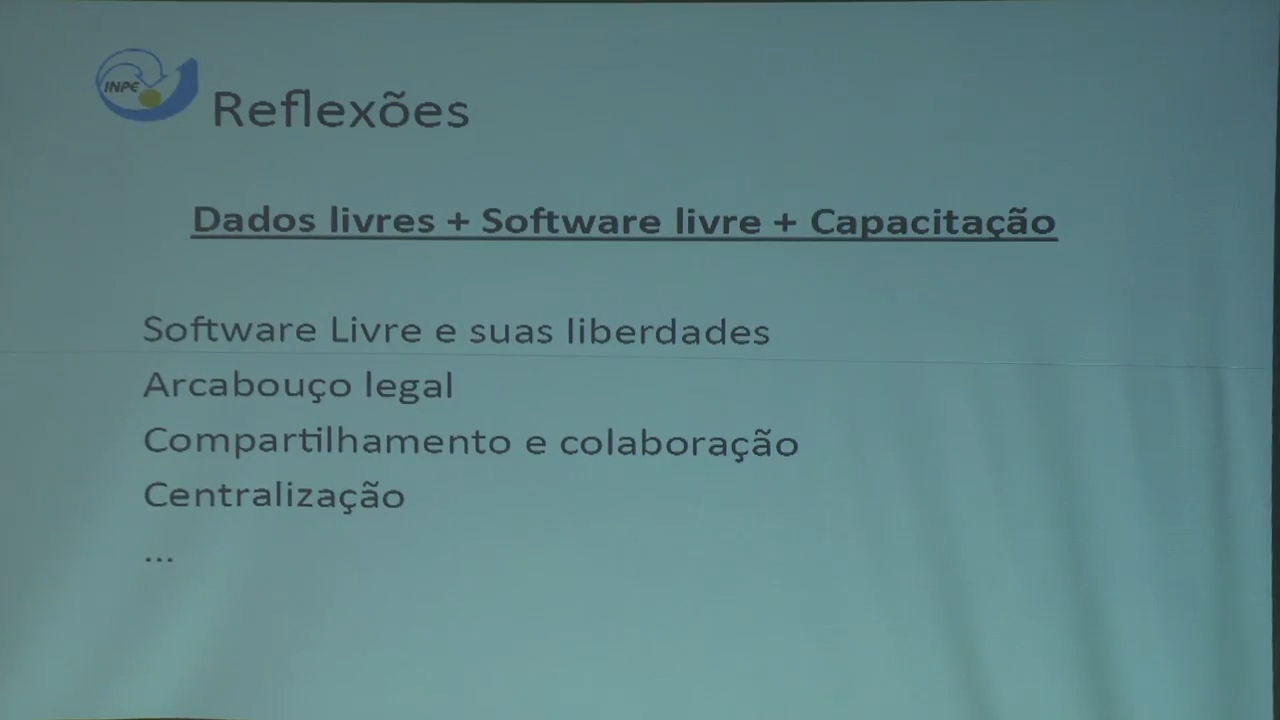 INPE
Reflexões
Dados livres + Software livre + Capacitação
Software Livre e suas liberdades
Arcabouço legal
Compartilhamento e colaboração
Centralização
...